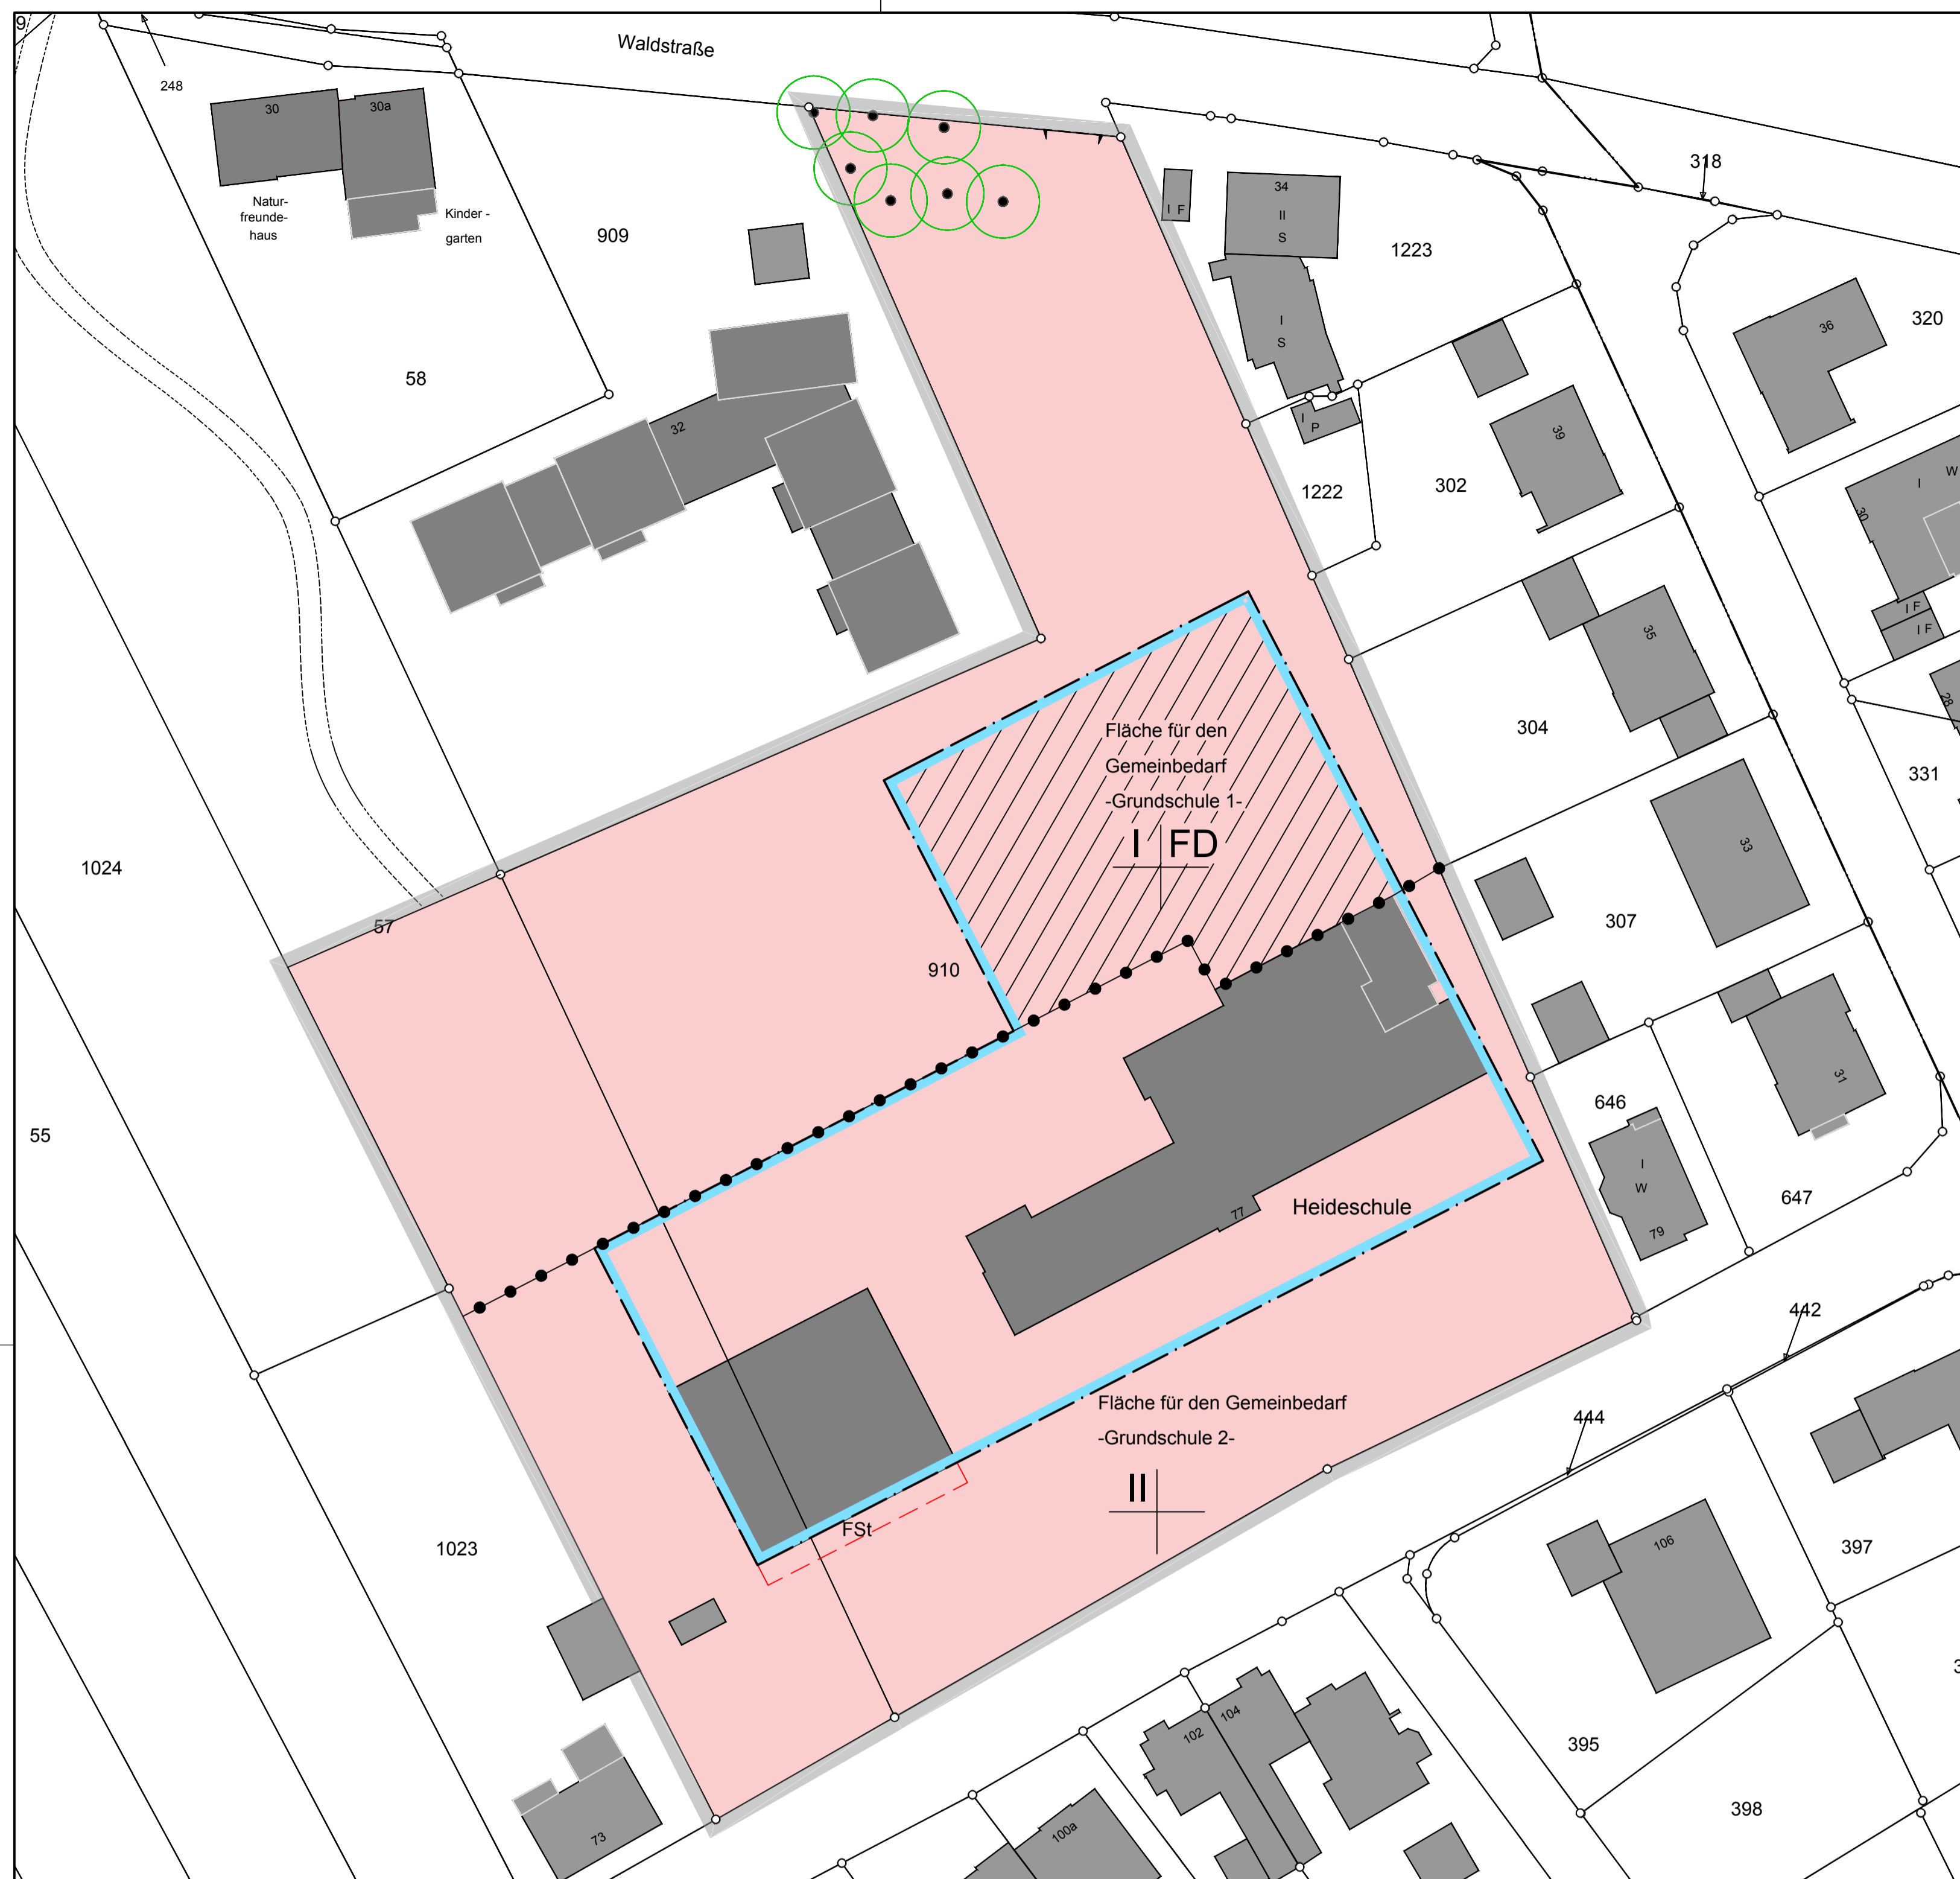 9
Waldstraße
248
30
30a
Natur-
freunde-
haus
Kinder -
garten
909
58
32
I F
34
II
S
I
S
1223
318
320
36
I
P
1222
302
39
I
W
30
I F
I F
28
35
304
331
33
307
1024
57
55
910
Fläche für den
Gemeinbedarf
-Grundschule 1-
I FD
77
Heideschule
646
I
W
79
31
647
442
444
Fläche für den Gemeinbedarf
-Grundschule 2-
II
FSt
1023
73
106
397
395
398
102
104
100a